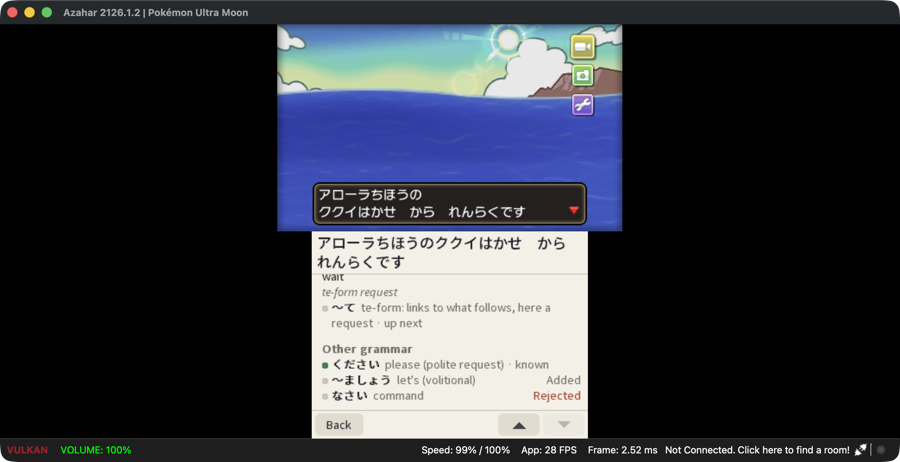 Azahar 2126.1.2 | Pokémon Ultra Moon
アローラちほうの
ククイはかせ　から　れんらくです
アローラちほうのククイはかせ　から
れんらくです
wait
te-form request
〜て te-form: links to what follows, here a
request · up next
Other grammar
ください please (polite request) · known
〜ましょう let's (volitional) Added
なさい command Rejected
Back
VULKAN VOLUME: 100% Speed: 99% / 100% App: 28 FPS Frame: 2.52 ms Not Connected. Click here to find a room!